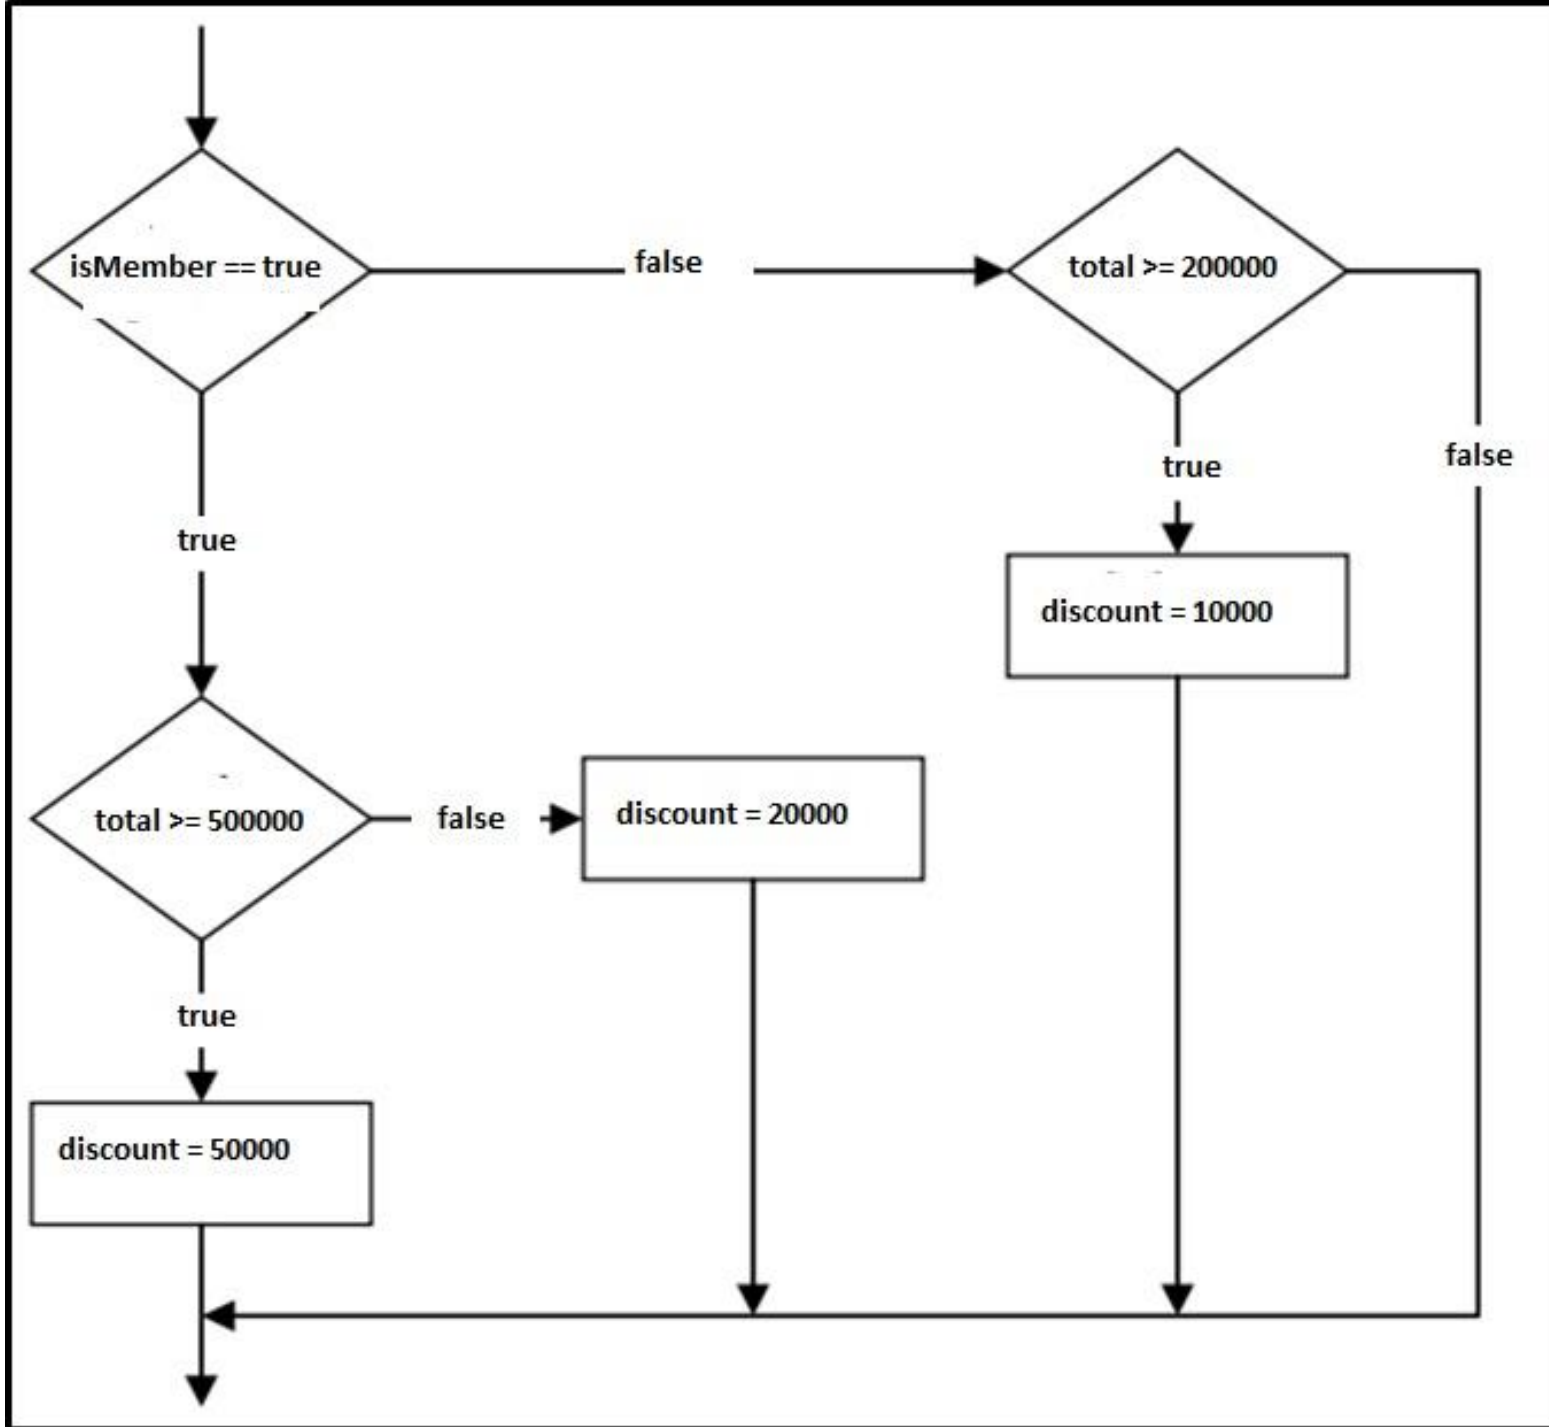 isMember == true
false
total >= 200000
true
false
true
discount = 10000
total >= 500000
false
discount = 20000
true
discount = 50000